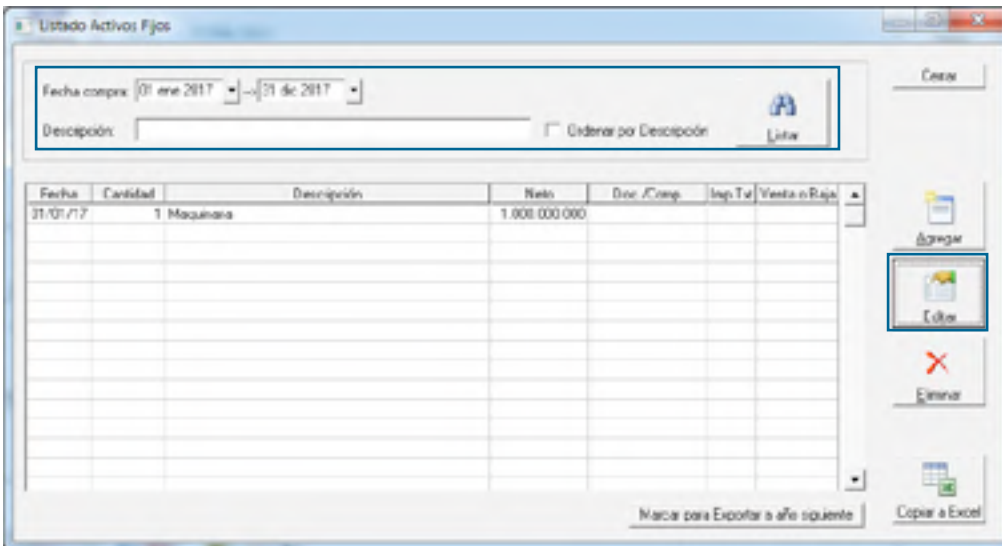 Listado Activos Fijos
Cerrar
Fecha compra: 01 ene 2017 --> 31 dic 2017
Descripción: Ordenar por Descripción Listar
Fecha Cantidad Descripción Neto Doc./Comp. Imp.Tot Venta o Baja
31/01/17 1 Maquinaria 1.000.000.000
Agregar
Editar
Eliminar
Marcar para Exportar a año siguiente
Copiar a Excel